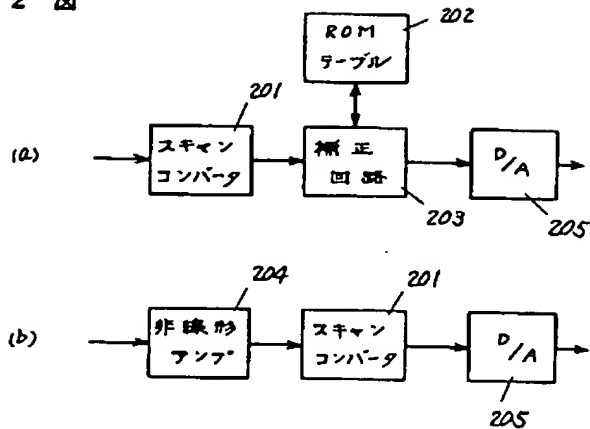 2 図
202
ROM
テーブル
201
(a)
スキャン
コンバータ
補正
回路
203
D/A
205
204
201
(b)
非線形
アンプ
スキャン
コンバータ
D/A
205